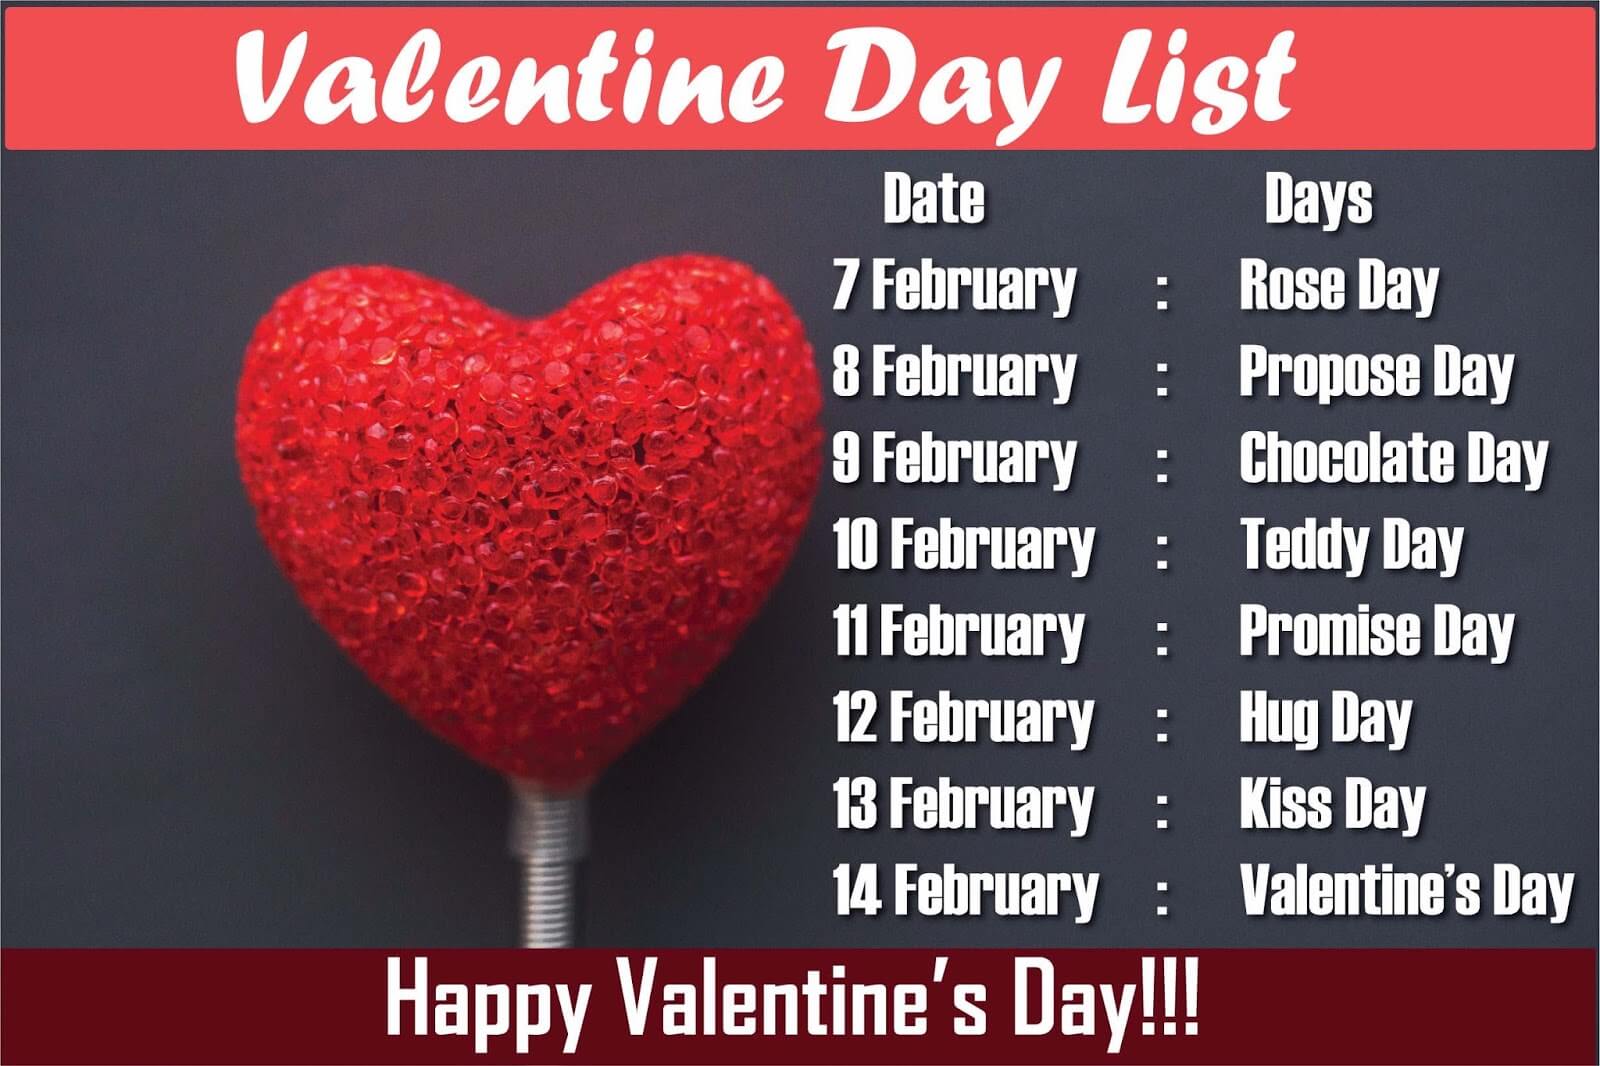 Valentine Day List
Date Days
7 February : Rose Day
8 February : Propose Day
9 February : Chocolate Day
10 February : Teddy Day
11 February : Promise Day
12 February : Hug Day
13 February : Kiss Day
14 February : Valentine's Day
Happy Valentine's Day!!!